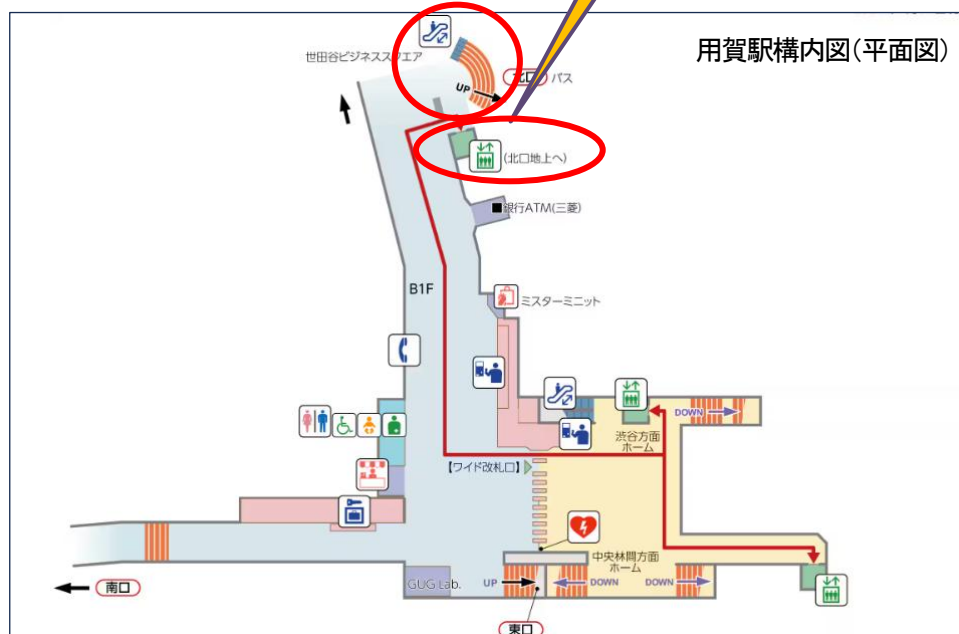 用賀駅構内図(平面図)
世田谷ビジネススクエア
UP
北口 バス
(北口地上へ)
■銀行ATM(三菱)
B1F
ミスターミニット
DOWN
渋谷方面
ホーム
【ワイド改札口】
中央林間方面
ホーム
GUG Lab.
UP
DOWN
DOWN
南口
東口